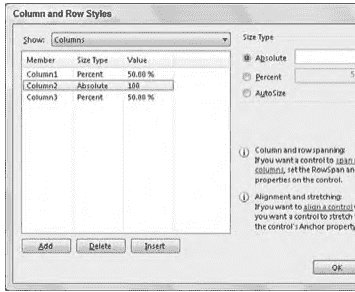 Column and Row Styles
Show: Columns
Size Type
Member Size Type Value
Column1 Percent 50.00 %
Column2 Absolute 100
Column3 Percent 50.00 %
Absolute
Percent 5
AutoSize
Column and row spanning:
If you want a control to span
columns, set the RowSpan an
properties on the control.
Alignment and stretching:
If you want to align a control
you want a control to stretch
the control's Anchor property
Add Delete Insert
OK